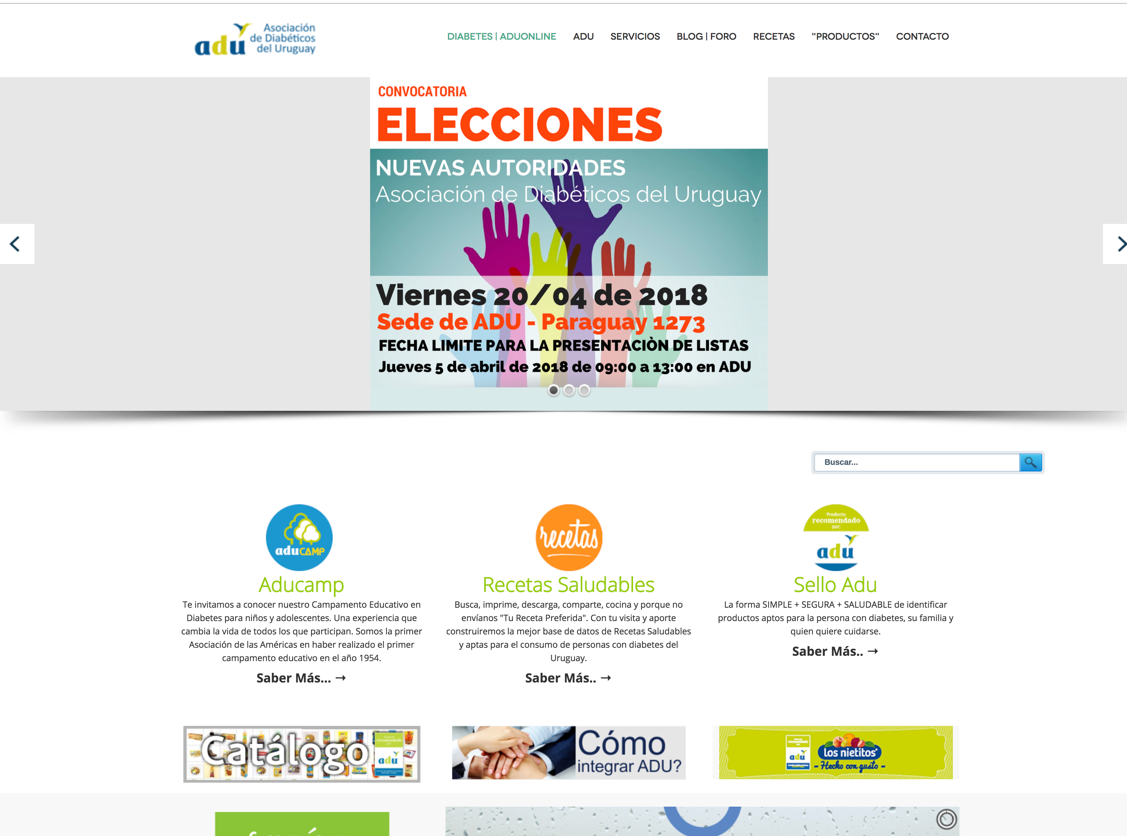 adu Asociación
de Diabéticos
del Uruguay
DIABETES | ADUONLINE ADU SERVICIOS BLOG | FORO RECETAS "PRODUCTOS" CONTACTO
CONVOCATORIA
ELECCIONES
NUEVAS AUTORIDADES
Asociación de Diabéticos del Uruguay
Viernes 20/04 de 2018
Sede de ADU - Paraguay 1273
FECHA LIMITE PARA LA PRESENTACIÒN DE LISTAS
Jueves 5 de abril de 2018 de 09:00 a 13:00 en ADU
Buscar...
aduCAMP
Aducamp
Te invitamos a conocer nuestro Campamento Educativo en
Diabetes para niños y adolescentes. Una experiencia que
cambia la vida de todos los que participan. Somos la primer
Asociación de las Américas en haber realizado el primer
campamento educativo en el año 1954.
Saber Más... →
recetas
Recetas Saludables
Busca, imprime, descarga, comparte, cocina y porque no
envíanos "Tu Receta Preferida". Con tu visita y aporte
construiremos la mejor base de datos de Recetas Saludables
y aptas para el consumo de personas con diabetes del
Uruguay.
Saber Más.. →
Producto
recomendado
por:
adu
Sello Adu
La forma SIMPLE + SEGURA + SALUDABLE de identificar
productos aptos para la persona con diabetes, su familia y
quien quiere cuidarse.
Saber Más.. →
Catálogo
adu
Cómo
integrar ADU?
adu
los nietitos
- Hecho con gusto -